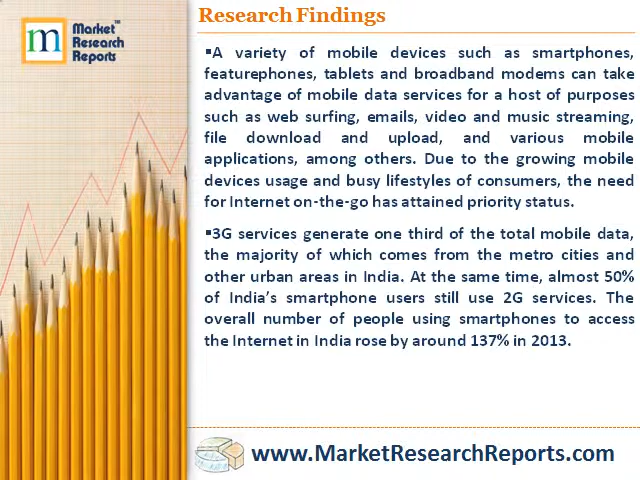 Research Findings
Market™
Research
Reports
m
▪A variety of mobile devices such as smartphones,
featurephones, tablets and broadband modems can take
advantage of mobile data services for a host of purposes
such as web surfing, emails, video and music streaming,
file download and upload, and various mobile
applications, among others. Due to the growing mobile
devices usage and busy lifestyles of consumers, the need
for Internet on-the-go has attained priority status.
▪3G services generate one third of the total mobile data,
the majority of which comes from the metro cities and
other urban areas in India. At the same time, almost 50%
of India’s smartphone users still use 2G services. The
overall number of people using smartphones to access
the Internet in India rose by around 137% in 2013.
www.MarketResearchReports.com